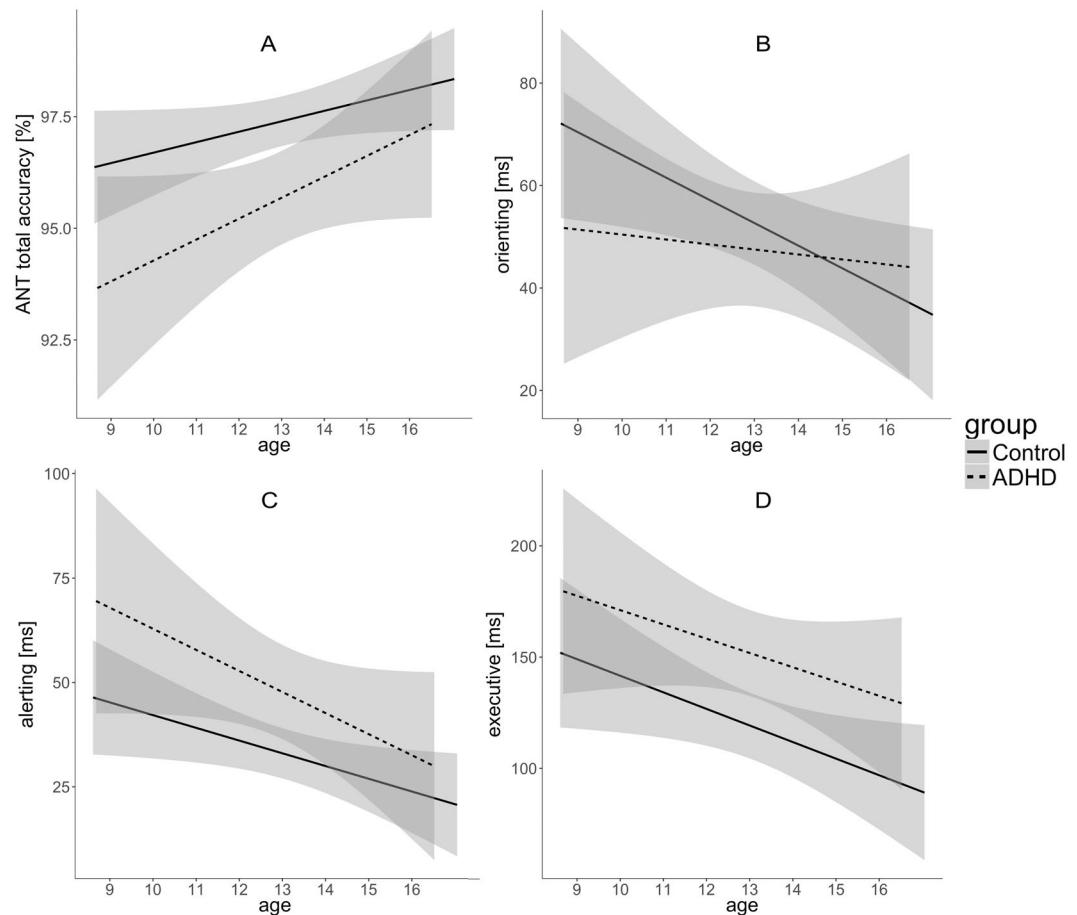 A
ANT total accuracy [%]
97.5
95.0
92.5
9 10 11 12 13 14 15 16
age
B
orienting [ms]
80
60
40
20
9 10 11 12 13 14 15 16
age
group
Control
ADHD
C
alerting [ms]
100
75
50
25
9 10 11 12 13 14 15 16
age
D
executive [ms]
200
150
100
9 10 11 12 13 14 15 16
age